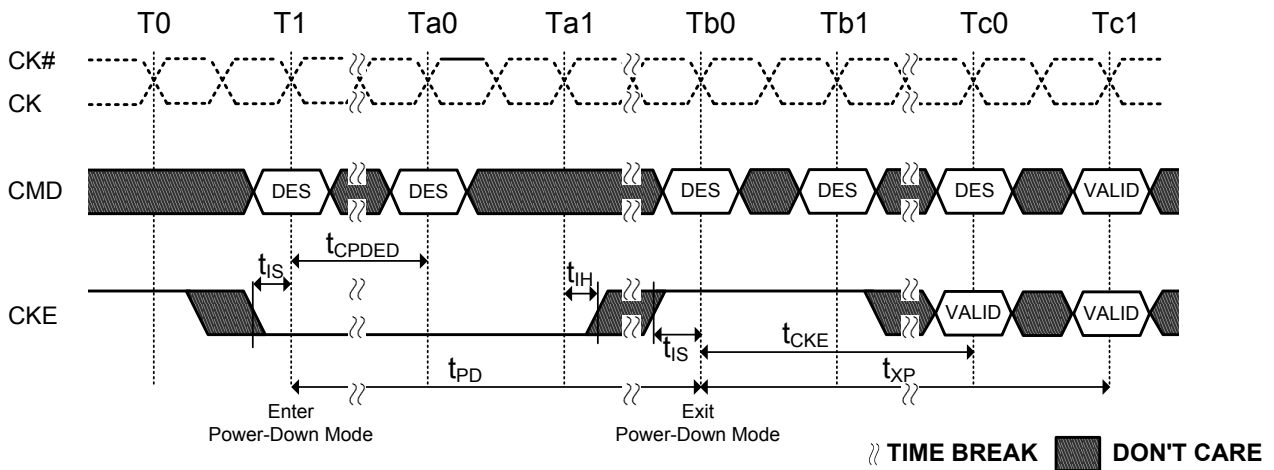 T0 T1 Ta0 Ta1 Tb0 Tb1 Tc0 Tc1
CK#
CK
CMD DES DES DES DES DES VALID
tCPDED
tIS tIH
CKE VALID VALID
tIS tCKE
tPD tXP
Enter
Power-Down Mode
Exit
Power-Down Mode
TIME BREAK DON'T CARE